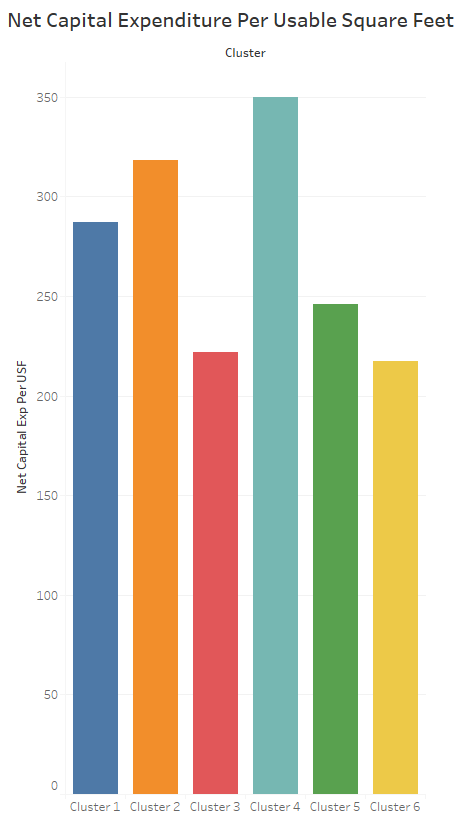 Net Capital Expenditure Per Usable Square Feet
Cluster
350
300
250
200
150
100
50
0
Net Capital Exp Per USF
Cluster 1 Cluster 2 Cluster 3 Cluster 4 Cluster 5 Cluster 6